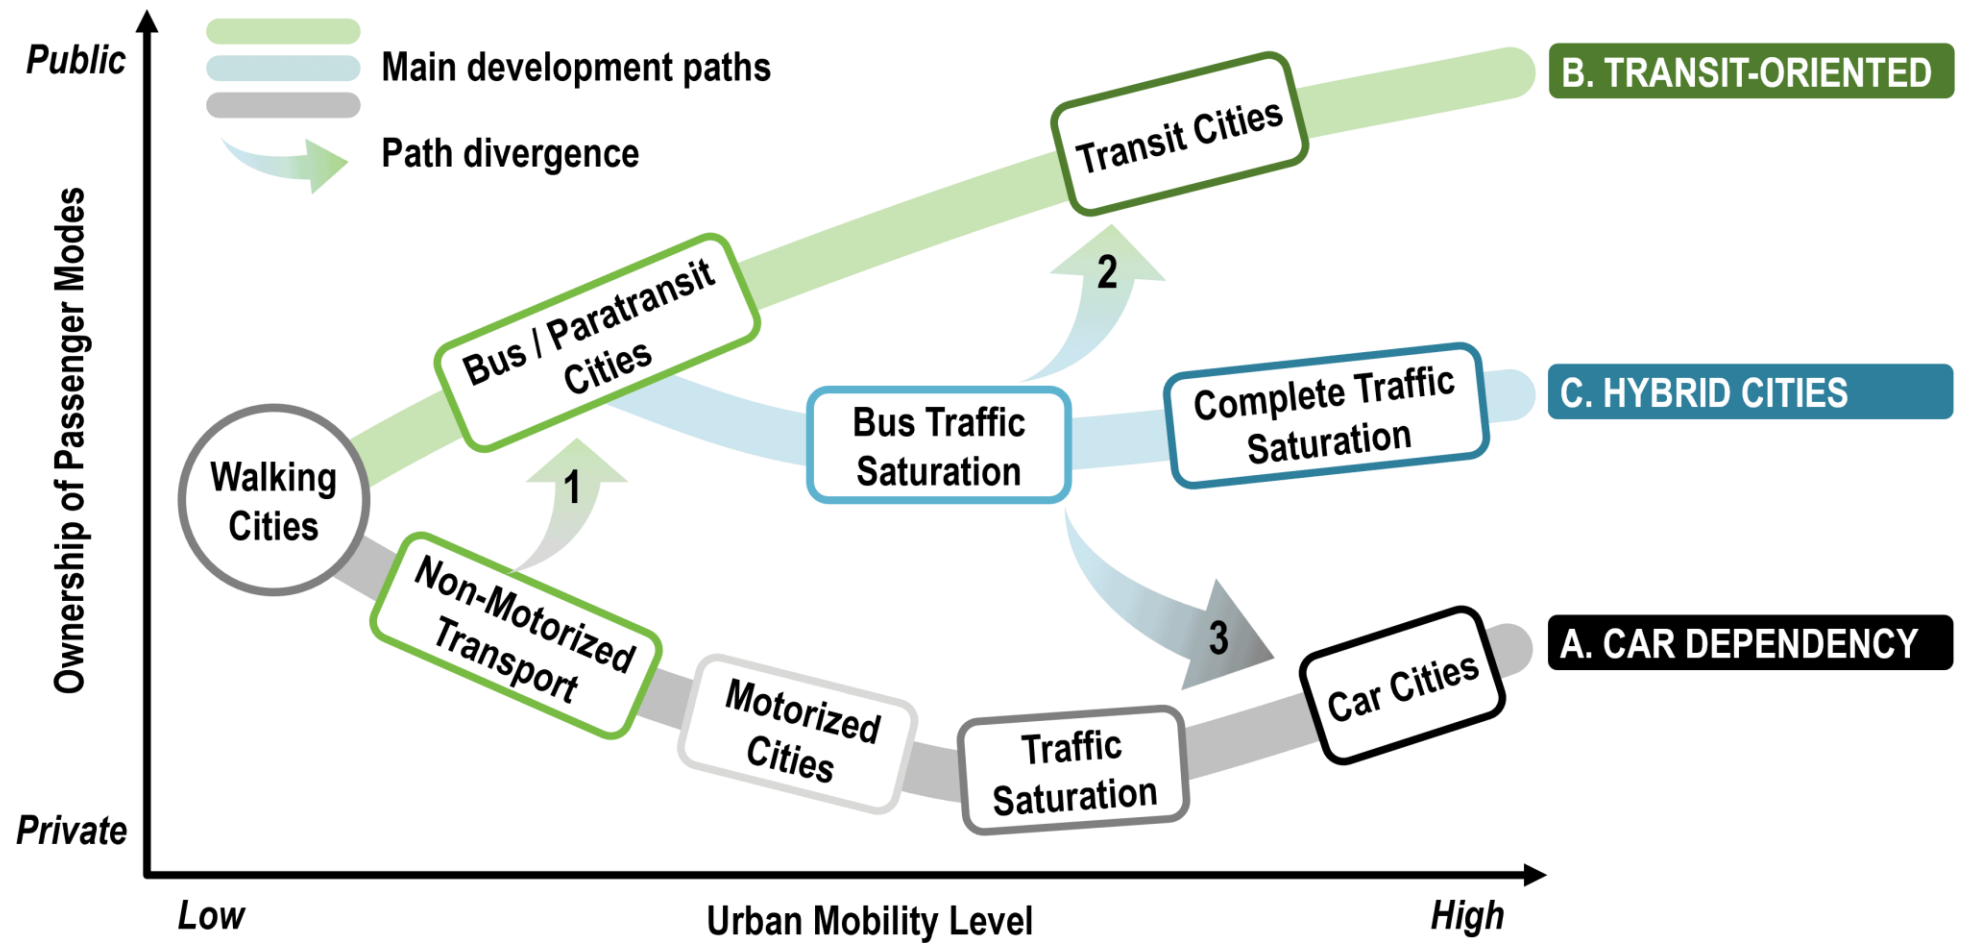 Public
Main development paths
Path divergence
B. TRANSIT-ORIENTED
Transit Cities
2
Bus / Paratransit
Cities
C. HYBRID CITIES
Complete Traffic
Saturation
Bus Traffic
Saturation
Walking
Cities
1
Ownership of Passenger Modes
Non-Motorized
Transport
3
A. CAR DEPENDENCY
Car Cities
Motorized
Cities
Traffic
Saturation
Private
Low
Urban Mobility Level
High